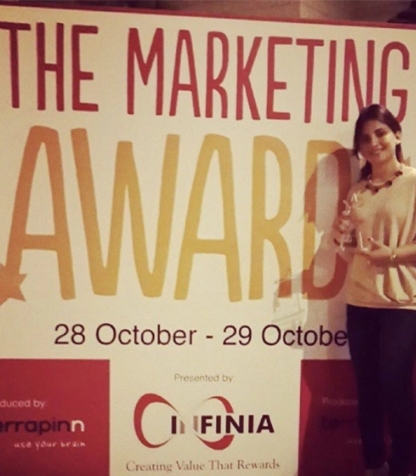 THE MARKETING
AWARD
28 October - 29 Octobe
Presented by:
duced by:
errapinn
use your brain
INFINIA
Creating Value That Rewards